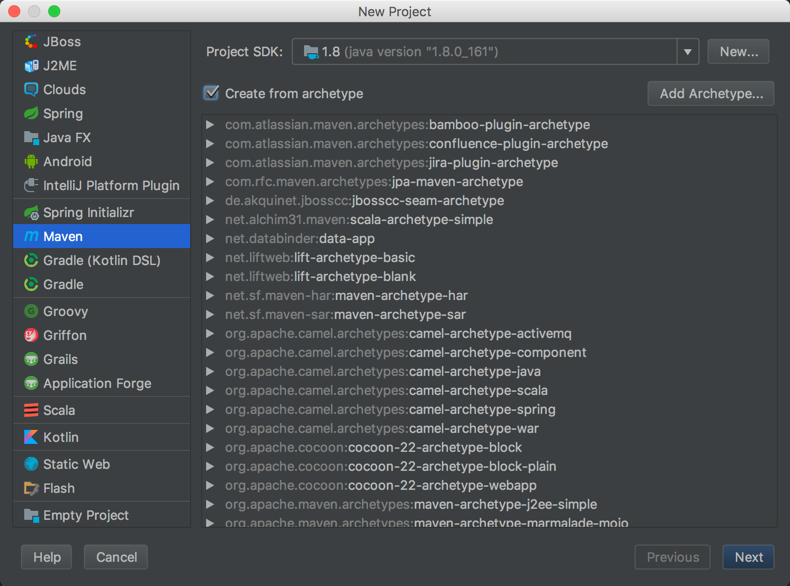 New Project
JBoss
J2ME
Clouds
Spring
Java FX
Android
IntelliJ Platform Plugin
Spring Initializr
Maven
Gradle (Kotlin DSL)
Gradle
Groovy
Griffon
Grails
Application Forge
Scala
Kotlin
Static Web
Flash
Empty Project
Project SDK: 1.8 (java version "1.8.0_161") New...
Create from archetype Add Archetype...
com.atlassian.maven.archetypes:bamboo-plugin-archetype
com.atlassian.maven.archetypes:confluence-plugin-archetype
com.atlassian.maven.archetypes:jira-plugin-archetype
com.rfc.maven.archetypes:jpa-maven-archetype
de.akquinet.jbosscc:jbosscc-seam-archetype
net.alchim31.maven:scala-archetype-simple
net.databinder:data-app
net.liftweb:lift-archetype-basic
net.liftweb:lift-archetype-blank
net.sf.maven-har:maven-archetype-har
net.sf.maven-sar:maven-archetype-sar
org.apache.camel.archetypes:camel-archetype-activemq
org.apache.camel.archetypes:camel-archetype-component
org.apache.camel.archetypes:camel-archetype-java
org.apache.camel.archetypes:camel-archetype-scala
org.apache.camel.archetypes:camel-archetype-spring
org.apache.camel.archetypes:camel-archetype-war
org.apache.cocoon:cocoon-22-archetype-block
org.apache.cocoon:cocoon-22-archetype-block-plain
org.apache.cocoon:cocoon-22-archetype-webapp
org.apache.maven.archetypes:maven-archetype-j2ee-simple
org.apache.maven.archetypes:maven-archetype-marmalade-mojo
Help Cancel Previous Next